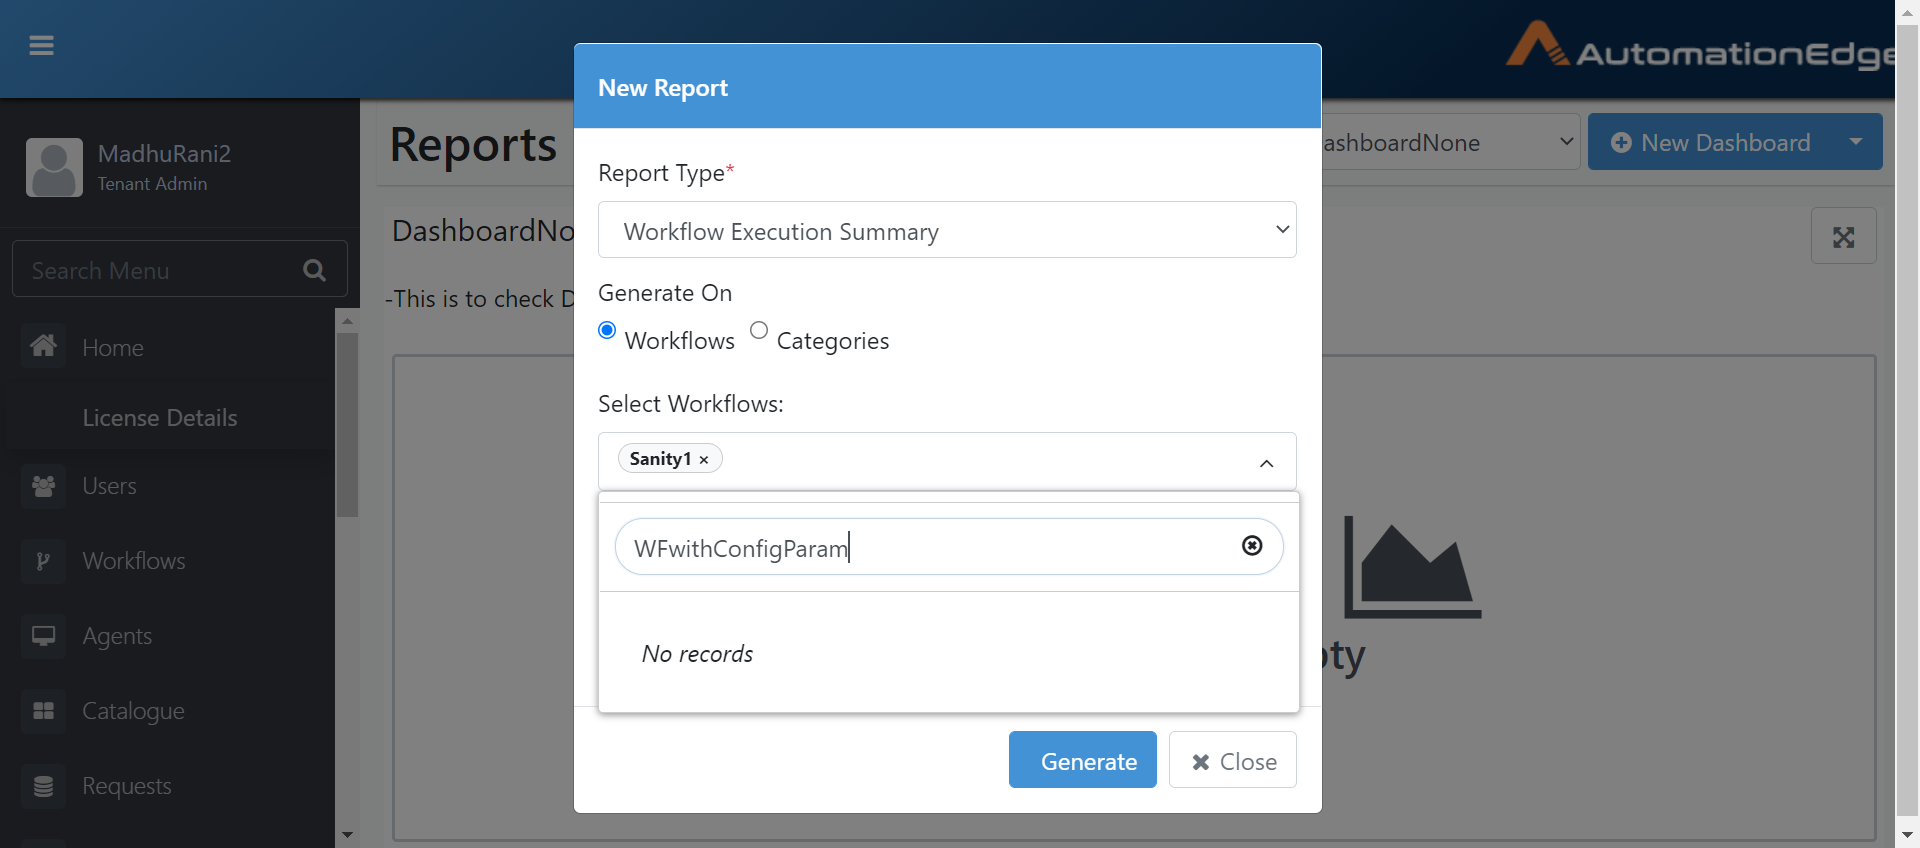 AutomationEdge
MadhuRani2
Tenant Admin
Search Menu
Home
License Details
Users
Workflows
Agents
Catalogue
Requests
Reports
ashboardNone
New Dashboard
DashboardNo
-This is to check D
pty
New Report
Report Type*
Workflow Execution Summary
Generate On
Workflows
Categories
Select Workflows:
Sanity1 ×
WFwithConfigParam
No records
Generate
Close